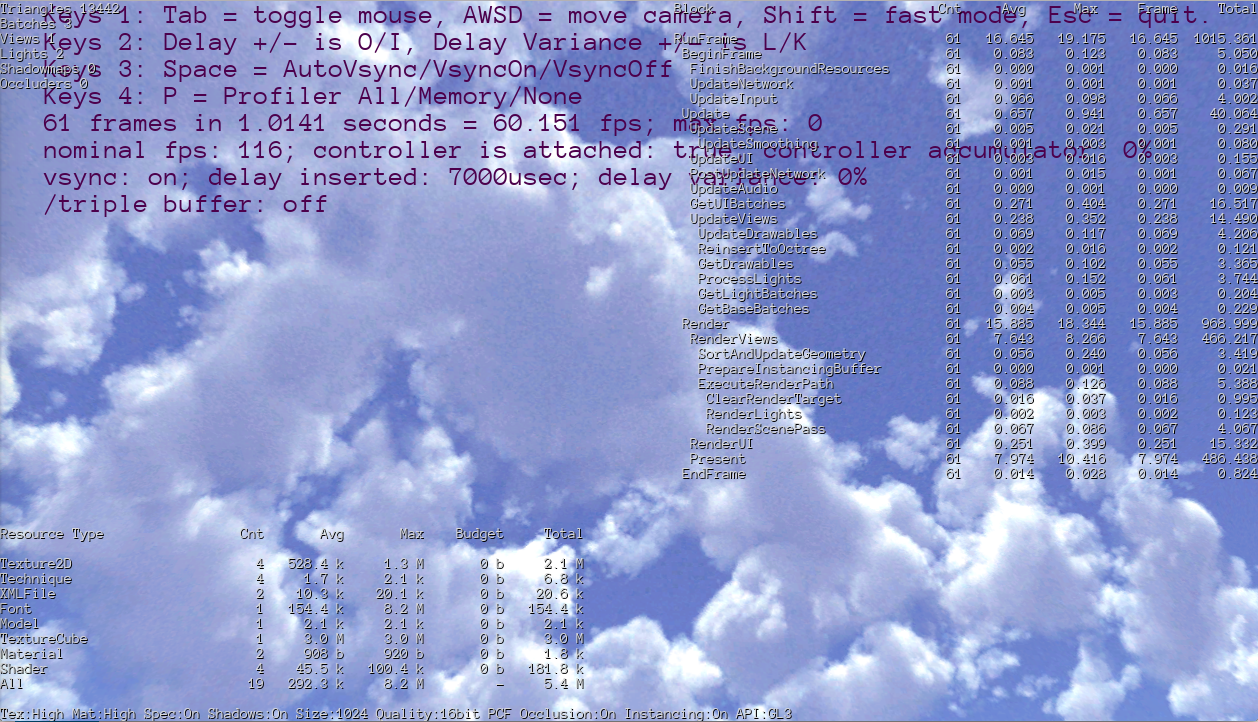 Triangles 13442
Batches 3
Views 1
Lights 2
Shadowmaps 0
Occluders 0
Keys 1: Tab = toggle mouse, AWSD = move camera, Shift = fast mode, Esc = quit.
Keys 2: Delay +/- is O/I, Delay Variance +/- is L/K
Keys 3: Space = AutoVsync/VsyncOn/VsyncOff
Keys 4: P = Profiler All/Memory/None
61 frames in 1.0141 seconds = 60.151 fps; max fps: 0
nominal fps: 116; controller is attached: true; controller accumulator: 0%
vsync: on; delay inserted: 7000usec; delay variance: 0%
/triple buffer: off
Block Cnt Avg Max Frame Total
RunFrame 61 16.645 19.175 16.645 1015.361
BeginFrame 61 0.083 0.123 0.083 5.050
FinishBackgroundResources 61 0.000 0.001 0.000 0.016
UpdateNetwork 61 0.001 0.001 0.001 0.037
UpdateInput 61 0.066 0.098 0.066 4.002
Update 61 0.657 0.941 0.657 40.064
UpdateScene 61 0.005 0.021 0.005 0.291
UpdateSmoothing 61 0.001 0.003 0.001 0.080
UpdateUI 61 0.003 0.016 0.003 0.155
PostUpdateNetwork 61 0.001 0.015 0.001 0.067
UpdateAudio 61 0.000 0.001 0.000 0.009
GetUIBatches 61 0.271 0.404 0.271 16.517
UpdateViews 61 0.238 0.352 0.238 14.490
UpdateDrawables 61 0.069 0.117 0.069 4.206
ReinsertToOctree 61 0.002 0.016 0.002 0.121
GetDrawables 61 0.055 0.102 0.055 3.365
ProcessLights 61 0.061 0.152 0.061 3.744
GetLightBatches 61 0.003 0.005 0.003 0.204
GetBaseBatches 61 0.004 0.005 0.004 0.229
Render 61 15.885 18.344 15.885 968.999
RenderViews 61 7.643 8.266 7.643 466.217
SortAndUpdateGeometry 61 0.056 0.240 0.056 3.419
PrepareInstancingBuffer 61 0.000 0.001 0.000 0.021
ExecuteRenderPath 61 0.088 0.126 0.088 5.388
ClearRenderTarget 61 0.016 0.037 0.016 0.995
RenderLights 61 0.002 0.003 0.002 0.123
RenderScenePass 61 0.067 0.086 0.067 4.067
RenderUI 61 0.251 0.399 0.251 15.332
Present 61 7.974 10.416 7.974 486.438
EndFrame 61 0.014 0.028 0.014 0.824
Resource Type Cnt Avg Max Budget Total
Texture2D 4 528.4 k 1.3 M 0 b 2.1 M
Technique 4 1.7 k 2.1 k 0 b 6.8 k
XMLFile 2 10.3 k 20.1 k 0 b 20.6 k
Font 1 154.4 k 8.2 M 0 b 154.4 k
Model 1 2.1 k 2.1 k 0 b 2.1 k
TextureCube 1 3.0 M 3.0 M 0 b 3.0 M
Material 2 908 b 920 b 0 b 1.8 k
Shader 4 45.5 k 100.4 k 0 b 181.8 k
All 19 292.3 k 8.2 M - 5.4 M
Tex:High Mat:High Spec:On Shadows:On Size:1024 Quality:16bit PCF Occlusion:On Instancing:On API:GL3